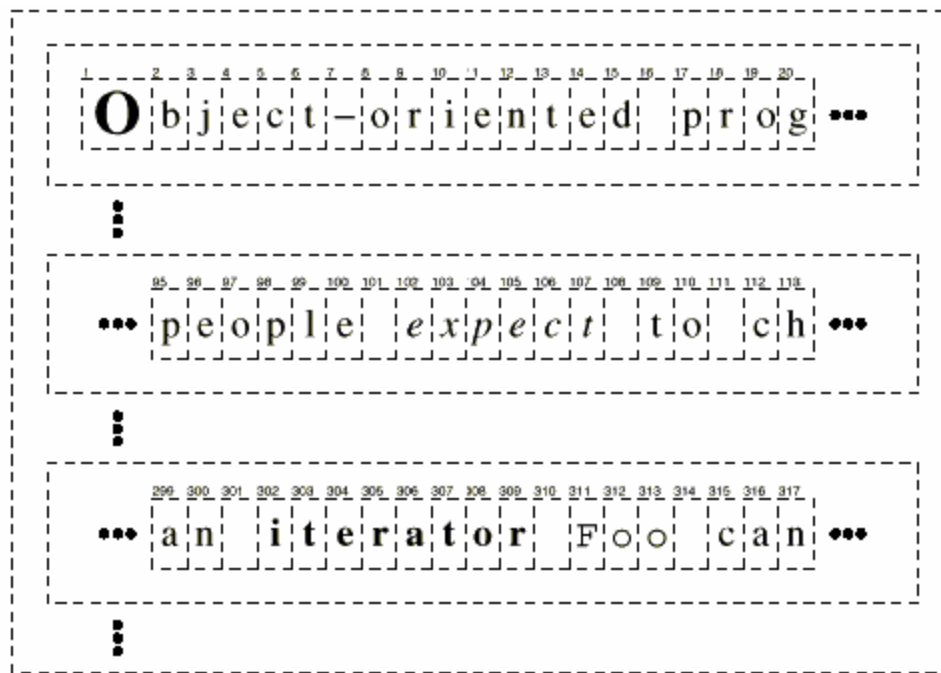 1 2 3 4 5 6 7 8 9 10 11 12 13 14 15 16 17 18 19 20
Object-oriented prog •••
95 96 97 98 99 100 101 102 103 104 105 106 107 108 109 110 111 112 113
••• people expect to ch •••
299 300 301 302 303 304 305 306 307 308 309 310 311 312 313 314 315 316 317
••• an iterator Foo can •••